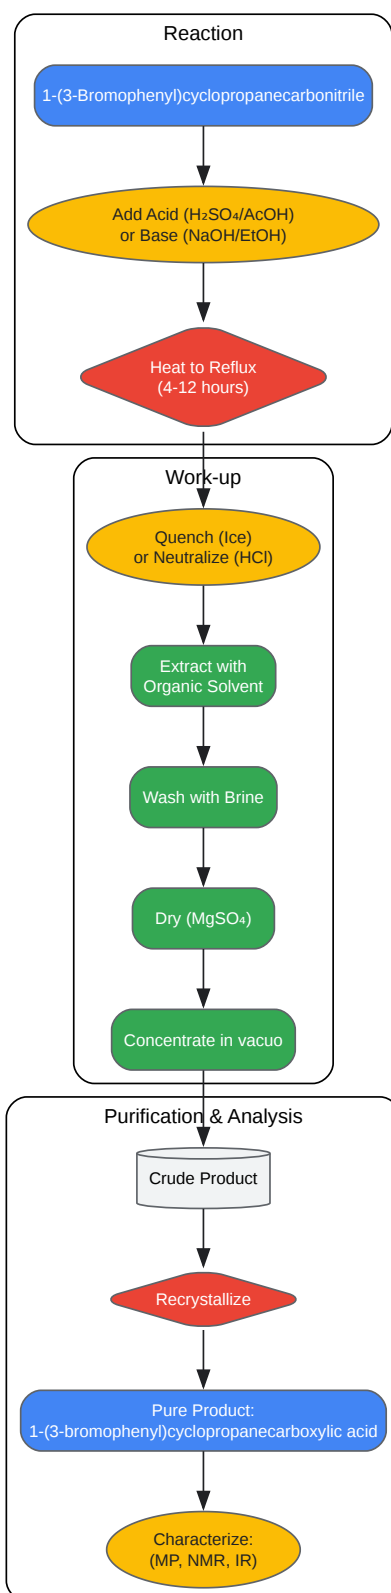 Reaction
1-(3-Bromophenyl)cyclopropanecarbonitrile
Add Acid (H₂SO₄/AcOH)
or Base (NaOH/EtOH)
Heat to Reflux
(4-12 hours)
Work-up
Quench (Ice)
or Neutralize (HCl)
Extract with
Organic Solvent
Wash with Brine
Dry (MgSO₄)
Concentrate in vacuo
Purification & Analysis
Crude Product
Recrystallize
Pure Product:
1-(3-bromophenyl)cyclopropanecarboxylic acid
Characterize:
(MP, NMR, IR)